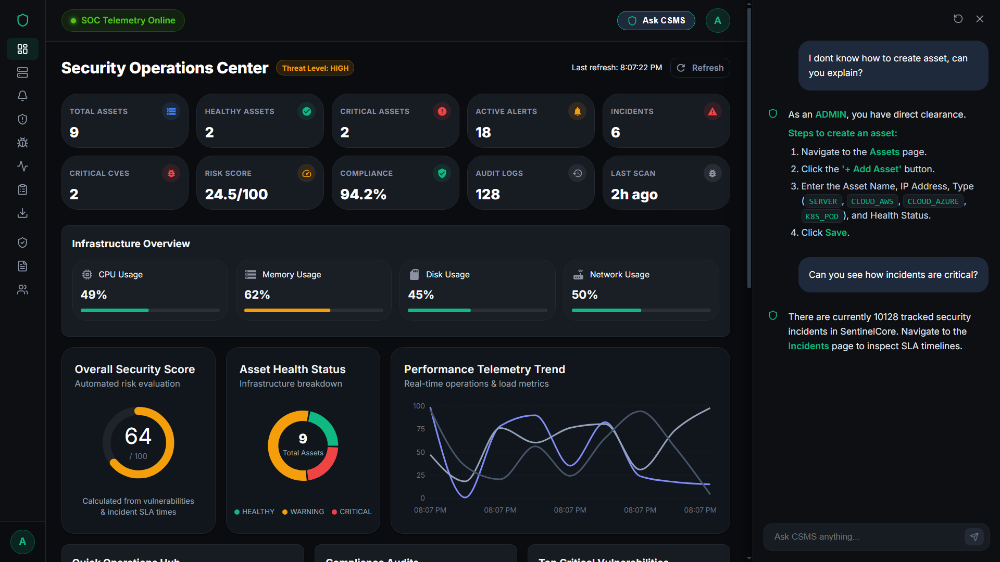 SOC Telemetry Online
Ask CSMS
A
Security Operations Center
Threat Level: HIGH
Last refresh: 8:07:22 PM
Refresh
TOTAL ASSETS
9
HEALTHY ASSETS
2
CRITICAL ASSETS
2
ACTIVE ALERTS
18
INCIDENTS
6
CRITICAL CVES
2
RISK SCORE
24.5/100
COMPLIANCE
94.2%
AUDIT LOGS
128
LAST SCAN
2h ago
Infrastructure Overview
CPU Usage
49%
Memory Usage
62%
Disk Usage
45%
Network Usage
50%
Overall Security Score
Automated risk evaluation
64
/ 100
Calculated from vulnerabilities
& incident SLA times
Asset Health Status
Infrastructure breakdown
9
Total Assets
HEALTHY
WARNING
CRITICAL
Performance Telemetry Trend
Real-time operations & load metrics
100
75
50
25
0
08:07 PM
08:07 PM
08:07 PM
08:07 PM
08:07 PM
Quick Operations Hub
Compliance Audits
Top Critical Vulnerabilities
A
I dont know how to create asset, can
you explain?
As an ADMIN, you have direct clearance.
Steps to create an asset:
1. Navigate to the Assets page.
2. Click the '+ Add Asset' button.
3. Enter the Asset Name, IP Address, Type
( SERVER , CLOUD_AWS , CLOUD_AZURE ,
K8S_POD ), and Health Status.
4. Click Save.
Can you see how incidents are critical?
There are currently 10128 tracked security
incidents in SentinelCore. Navigate to the
Incidents page to inspect SLA timelines.
Ask CSMS anything...